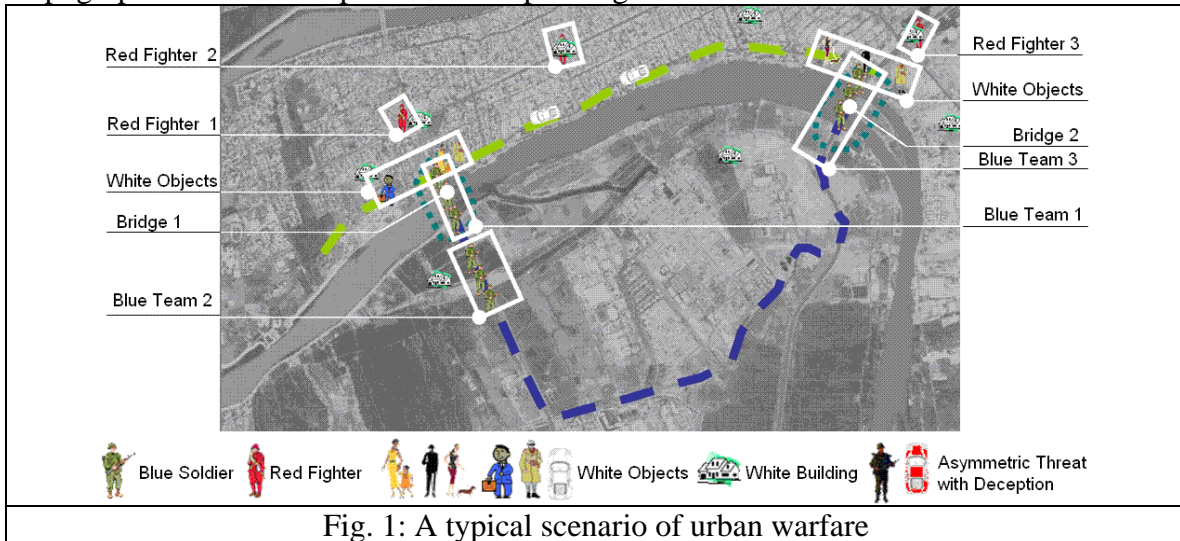 Red Fighter 2
Red Fighter 3
White Objects
Red Fighter 1
Bridge 2
White Objects
Blue Team 3
Bridge 1
Blue Team 1
Blue Team 2
Blue Soldier
Red Fighter
White Objects
White Building
Asymmetric Threat
with Deception
Fig. 1: A typical scenario of urban warfare